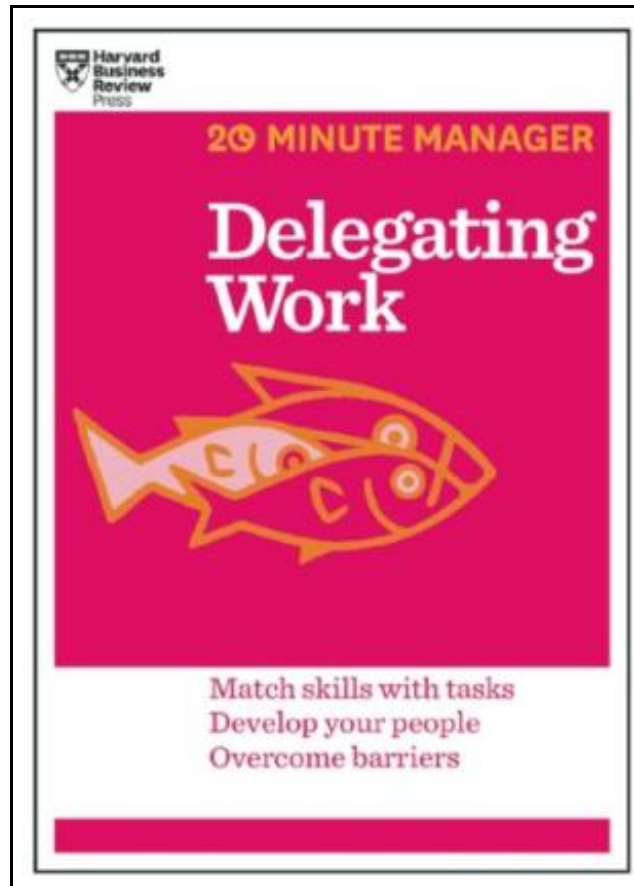 Harvard
Business
Review
Press
20 MINUTE MANAGER
Delegating
Work
Match skills with tasks
Develop your people
Overcome barriers